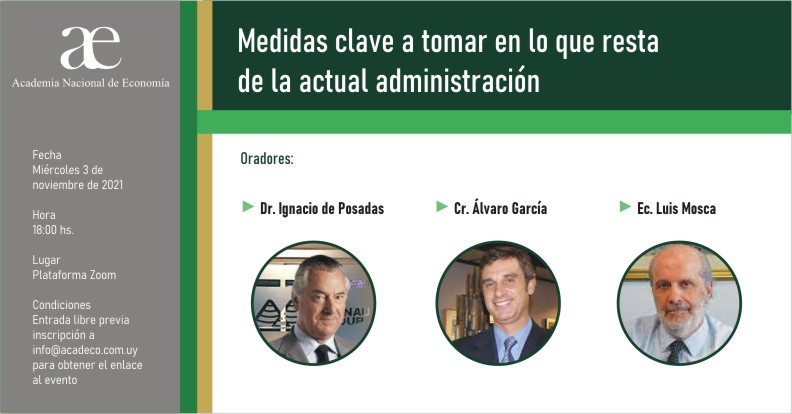 æ
Academia Nacional de Economía
Fecha
Miércoles 3 de
noviembre de 2021
Hora
18:00 hs.
Lugar
Plataforma Zoom
Condiciones
Entrada libre previa
inscripción a
info@acadeco.com.uy
para obtener el enlace
al evento
Medidas clave a tomar en lo que resta
de la actual administración
Oradores:
Dr. Ignacio de Posadas
Cr. Álvaro García
Ec. Luis Mosca